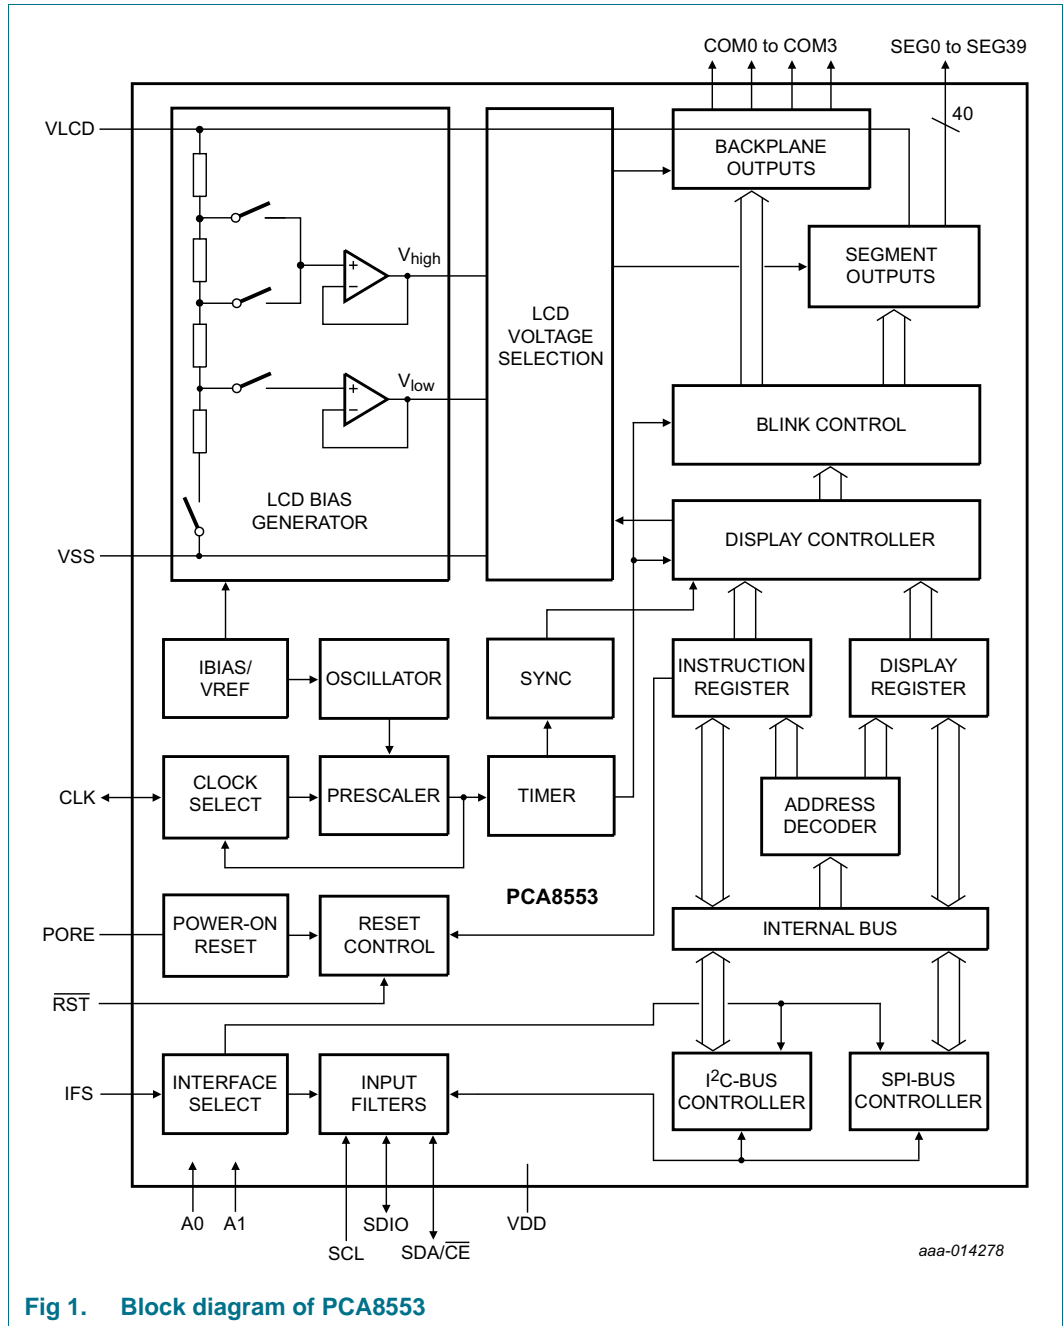 COM0 to COM3
SEG0 to SEG39
40
VLCD
BACKPLANE
OUTPUTS
SEGMENT
OUTPUTS
Vhigh
LCD
VOLTAGE
SELECTION
Vlow
BLINK CONTROL
LCD BIAS
GENERATOR
DISPLAY CONTROLLER
VSS
IBIAS/
VREF
OSCILLATOR
SYNC
INSTRUCTION
REGISTER
DISPLAY
REGISTER
CLK
CLOCK
SELECT
PRESCALER
TIMER
ADDRESS
DECODER
PCA8553
PORE
POWER-ON
RESET
RESET
CONTROL
INTERNAL BUS
RST
IFS
INTERFACE
SELECT
INPUT
FILTERS
I2C-BUS
CONTROLLER
SPI-BUS
CONTROLLER
A0
A1
SCL
SDIO
SDA/CE
VDD
aaa-014278
Fig 1. Block diagram of PCA8553